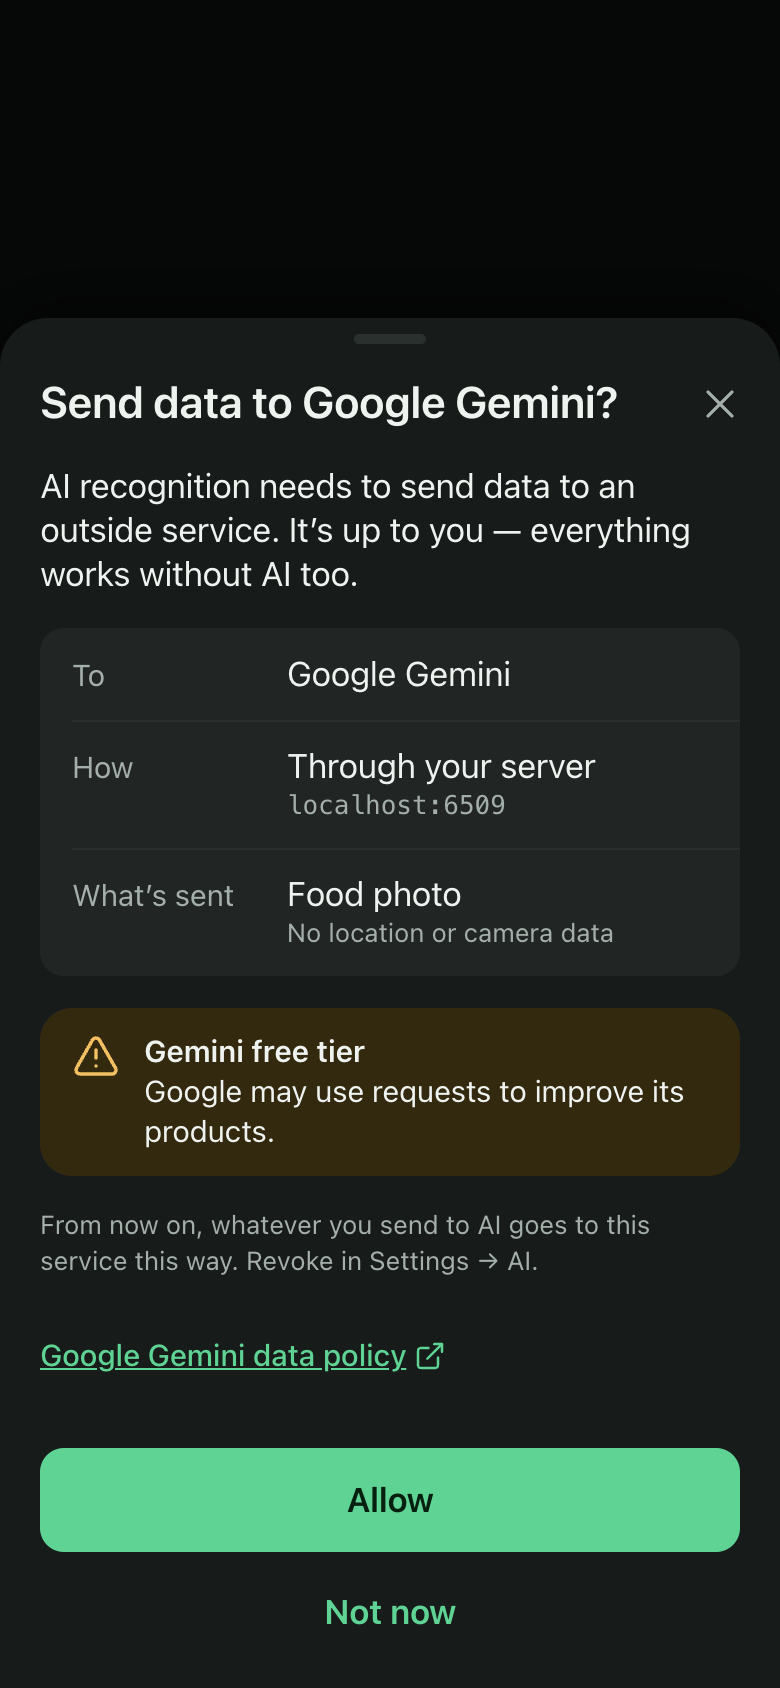 Send data to Google Gemini?
AI recognition needs to send data to an
outside service. It’s up to you — everything
works without AI too.
To
Google Gemini
How
Through your server
localhost:6509
What’s sent
Food photo
No location or camera data
Gemini free tier
Google may use requests to improve its
products.
From now on, whatever you send to AI goes to this
service this way. Revoke in Settings → AI.
Google Gemini data policy
Allow
Not now